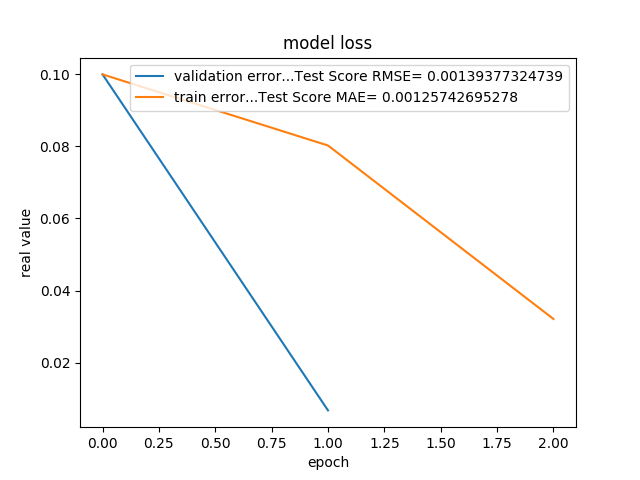 model loss
validation error...Test Score RMSE= 0.00139377324739
train error...Test Score MAE= 0.00125742695278
real value
0.10
0.08
0.06
0.04
0.02
0.00 0.25 0.50 0.75 1.00 1.25 1.50 1.75 2.00
epoch